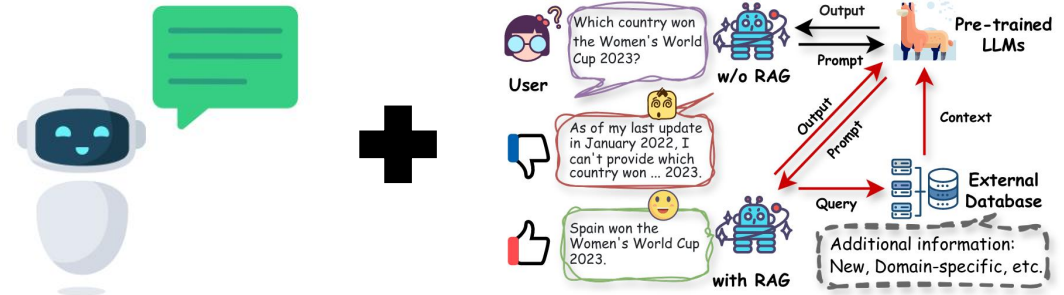 User
Which country won
the Women's World
Cup 2023?
w/o RAG
Output
Prompt
Pre-trained
LLMs
As of my last update
in January 2022, I
can't provide which
country won ... 2023.
Output
Prompt
Context
Spain won the
Women's World Cup
2023.
with RAG
Query
External
Database
Additional information:
New, Domain-specific, etc.